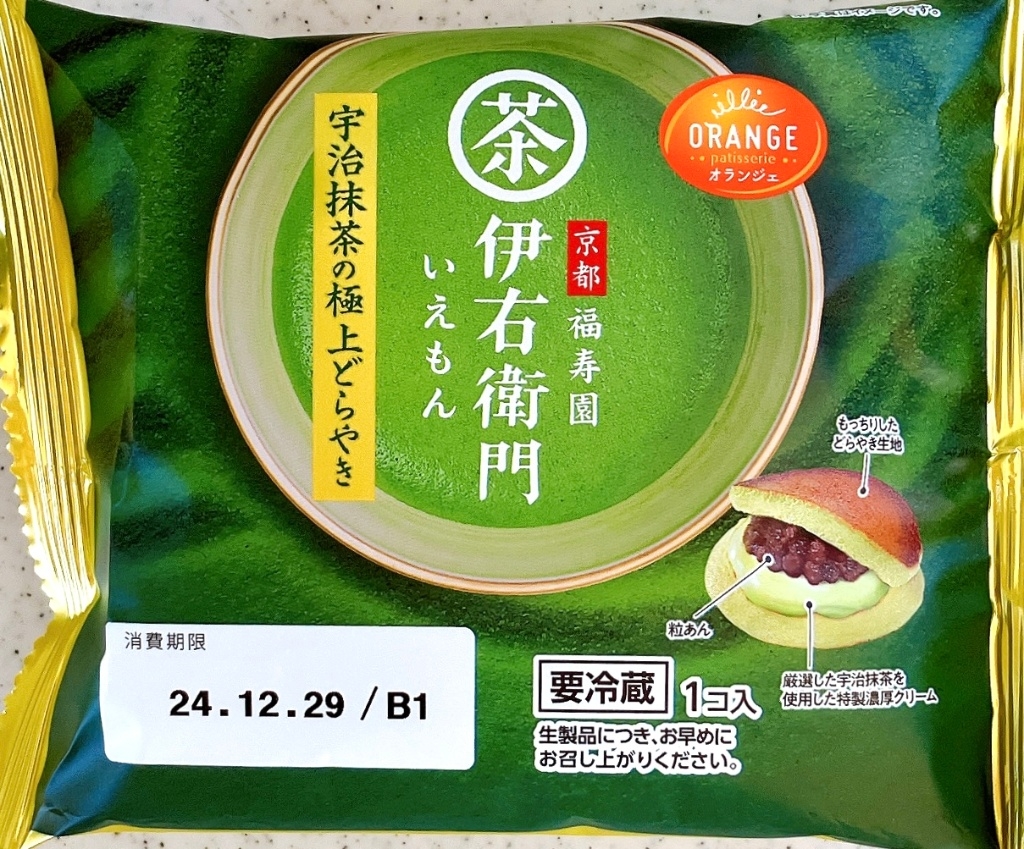 茶
京都 福寿園
伊右衛門
いえもん
宇治抹茶の極上どらやき
ORANGE
patisserie
オランジェ
もっちりした
どらやき生地
粒あん
厳選した宇治抹茶を
使用した特製濃厚クリーム
消費期限
24.12.29 / B1
要冷蔵 1コ入
生製品につき、お早めに
お召し上がりください。